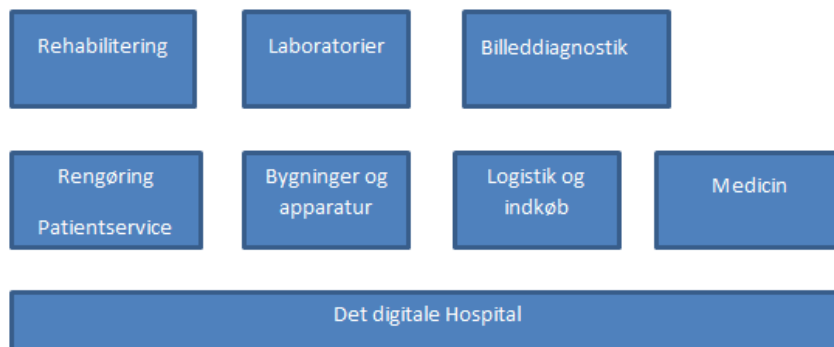 Rehabilitering
Laboratorier
Billeddiagnostik
Rengøring
Patientservice
Bygninger og
apparatur
Logistik og
indkøb
Medicin
Det digitale Hospital